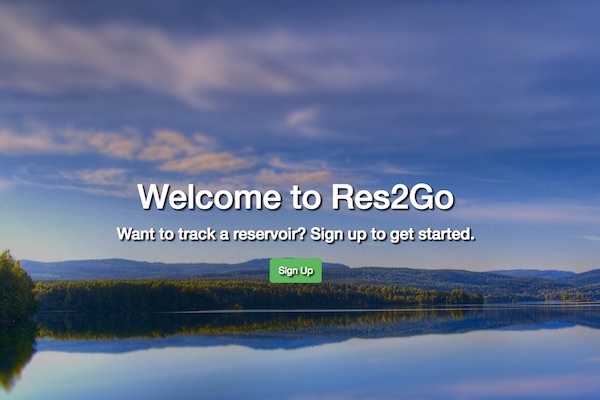 Welcome to Res2Go
Want to track a reservoir? Sign up to get started.
Sign Up